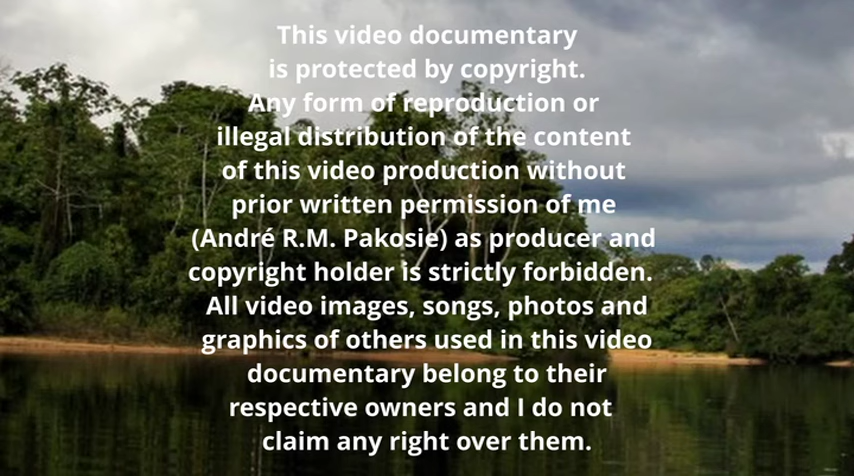 This video documentary
is protected by copyright.
Any form of reproduction or
illegal distribution of the content
of this video production without
prior written permission of me
(André R.M. Pakosie) as producer and
copyright holder is strictly forbidden.
All video images, songs, photos and
graphics of others used in this video
documentary belong to their
respective owners and I do not
claim any right over them.